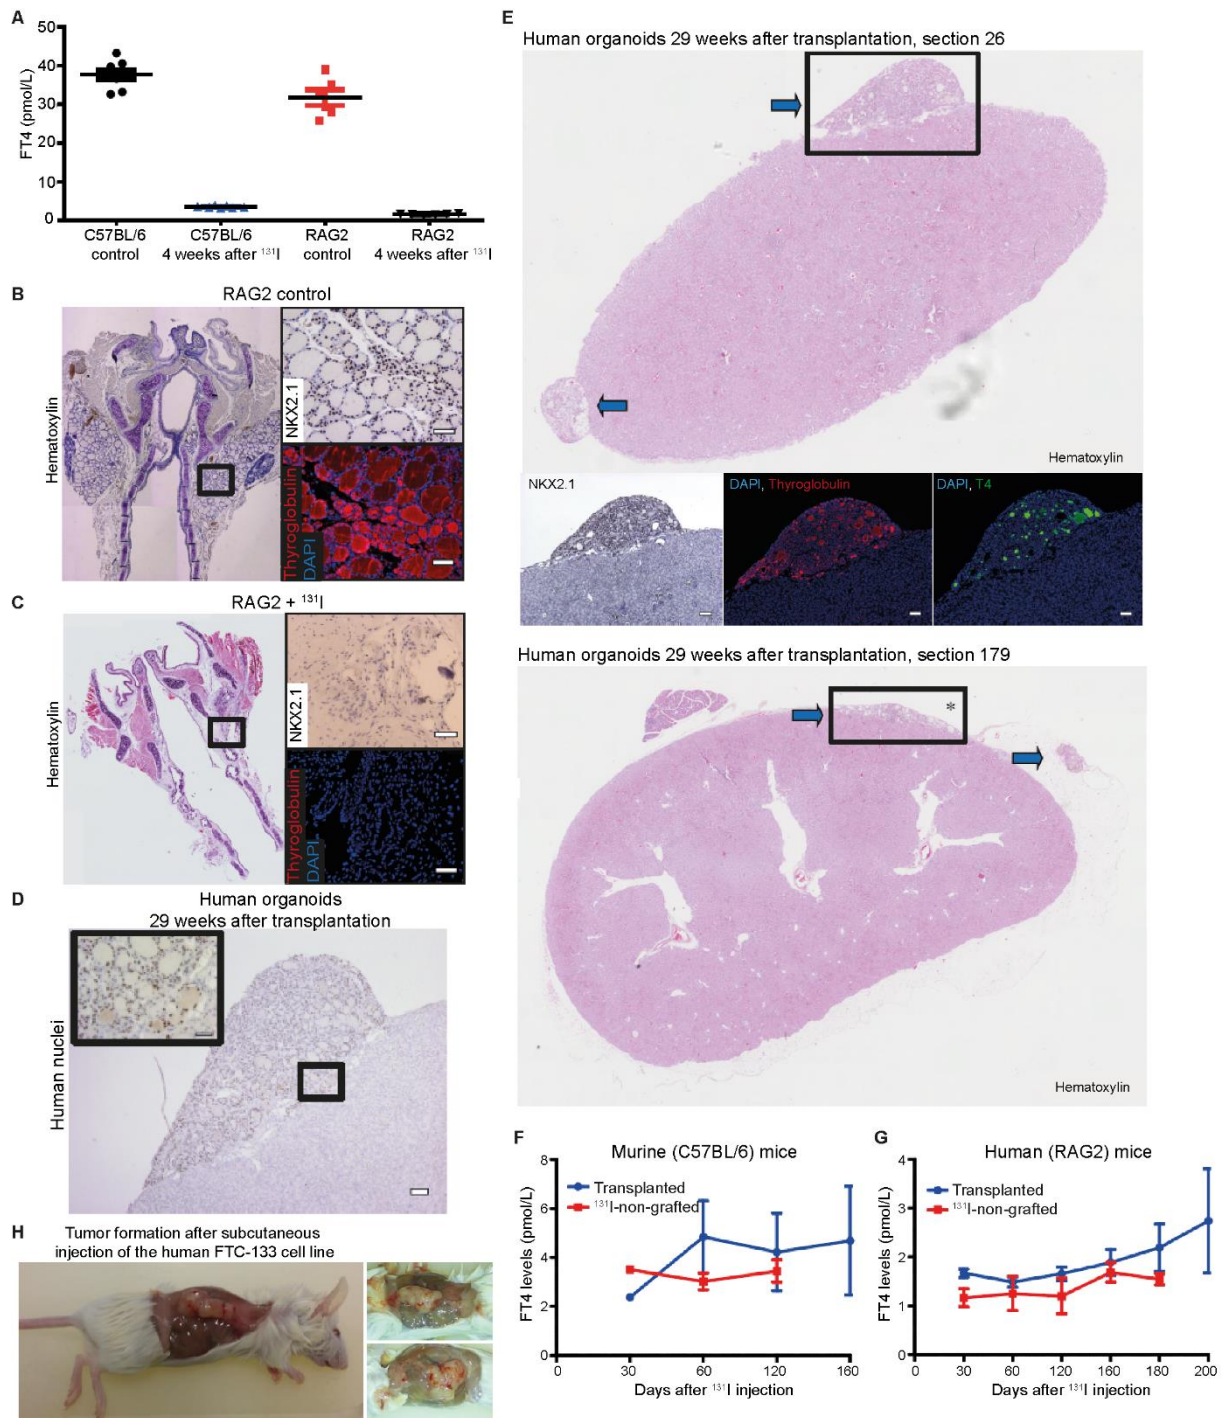 A
50
40
30
20
10
0
FT4 (pmol/L)
C57BL/6
control
C57BL/6
4 weeks after ¹³¹I
RAG2
control
RAG2
4 weeks after ¹³¹I
B
RAG2 control
Hematoxylin
NKX2.1
Thyroglobulin
DAPI
C
RAG2 + ¹³¹I
Hematoxylin
NKX2.1
Thyroglobulin
DAPI
D
Human organoids
29 weeks after transplantation
Human nuclei
H
Tumor formation after subcutaneous
injection of the human FTC-133 cell line
E
Human organoids 29 weeks after transplantation, section 26
Hematoxylin
NKX2.1
DAPI, Thyroglobulin
DAPI, T4
Human organoids 29 weeks after transplantation, section 179
*
Hematoxylin
F
Murine (C57BL/6) mice
8
6
4
2
0
FT4 levels (pmol/L)
Transplanted
¹³¹I-non-grafted
0 30 60 120 160
Days after ¹³¹I injection
G
Human (RAG2) mice
4
3
2
1
0
FT4 levels (pmol/L)
Transplanted
¹³¹I-non-grafted
0 30 60 120 160 180 200
Days after ¹³¹I injection